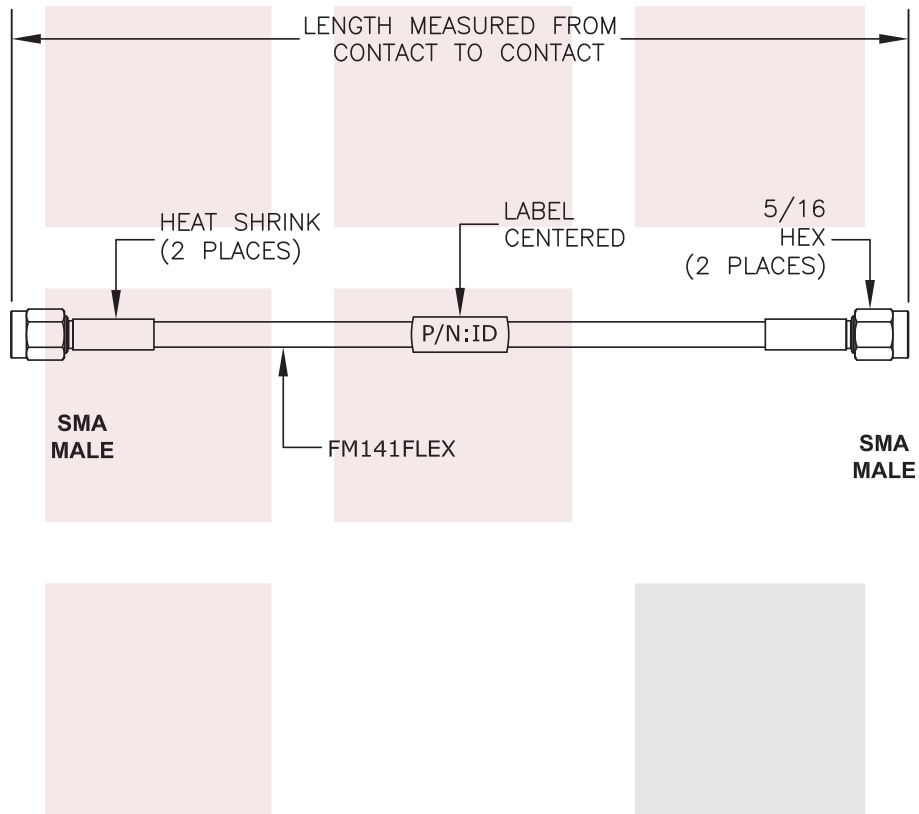 LENGTH MEASURED FROM
CONTACT TO CONTACT
HEAT SHRINK
(2 PLACES)
LABEL
CENTERED
5/16
HEX
(2 PLACES)
P/N:ID
SMA
MALE
FM141FLEX
SMA
MALE